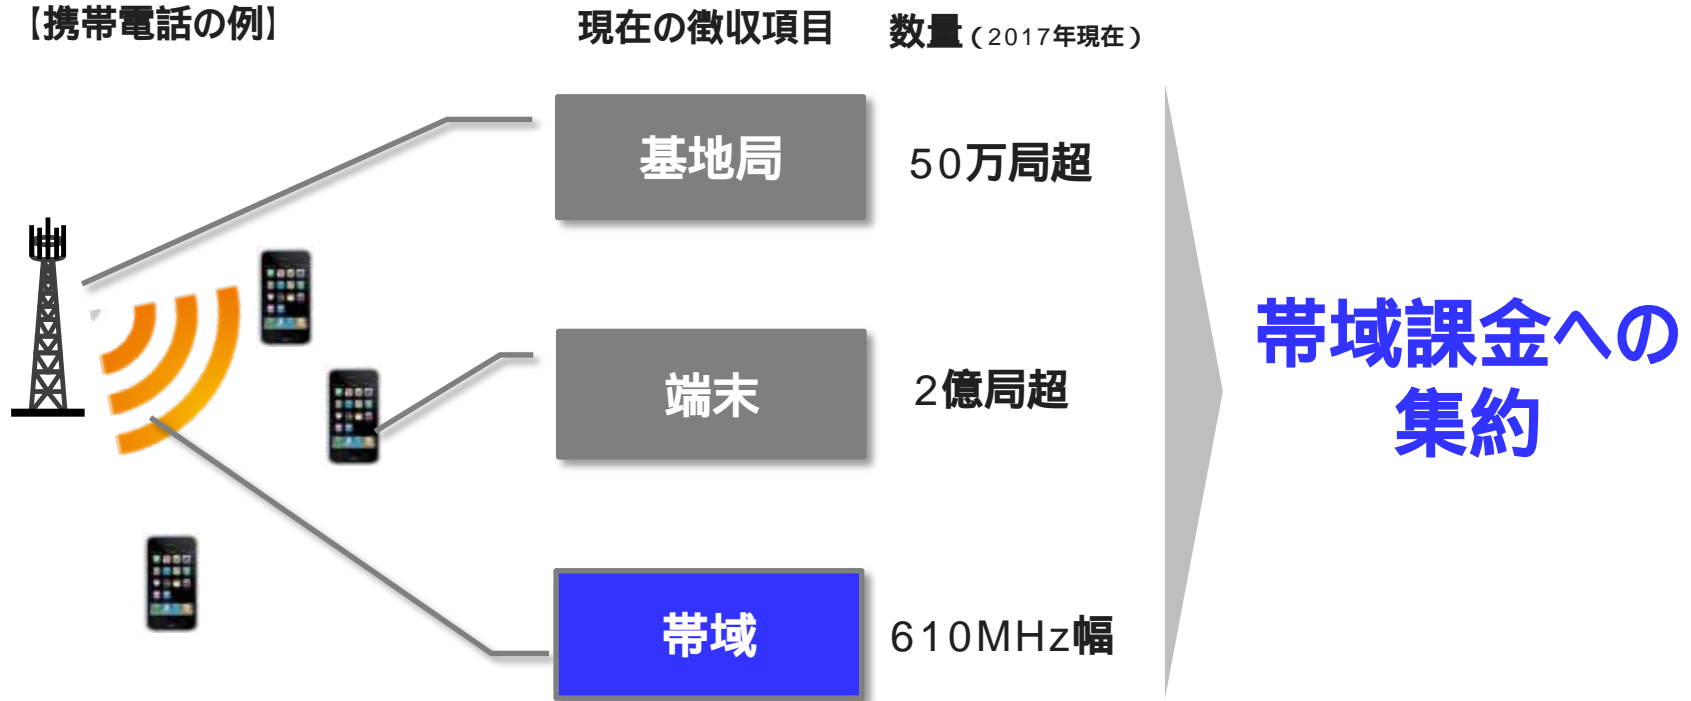 【携帯電話の例】
現在の徴収項目
数量（2017年現在）
基地局
50万局超
端末
2億局超
帯域
610MHz幅
帯域課金への
集約